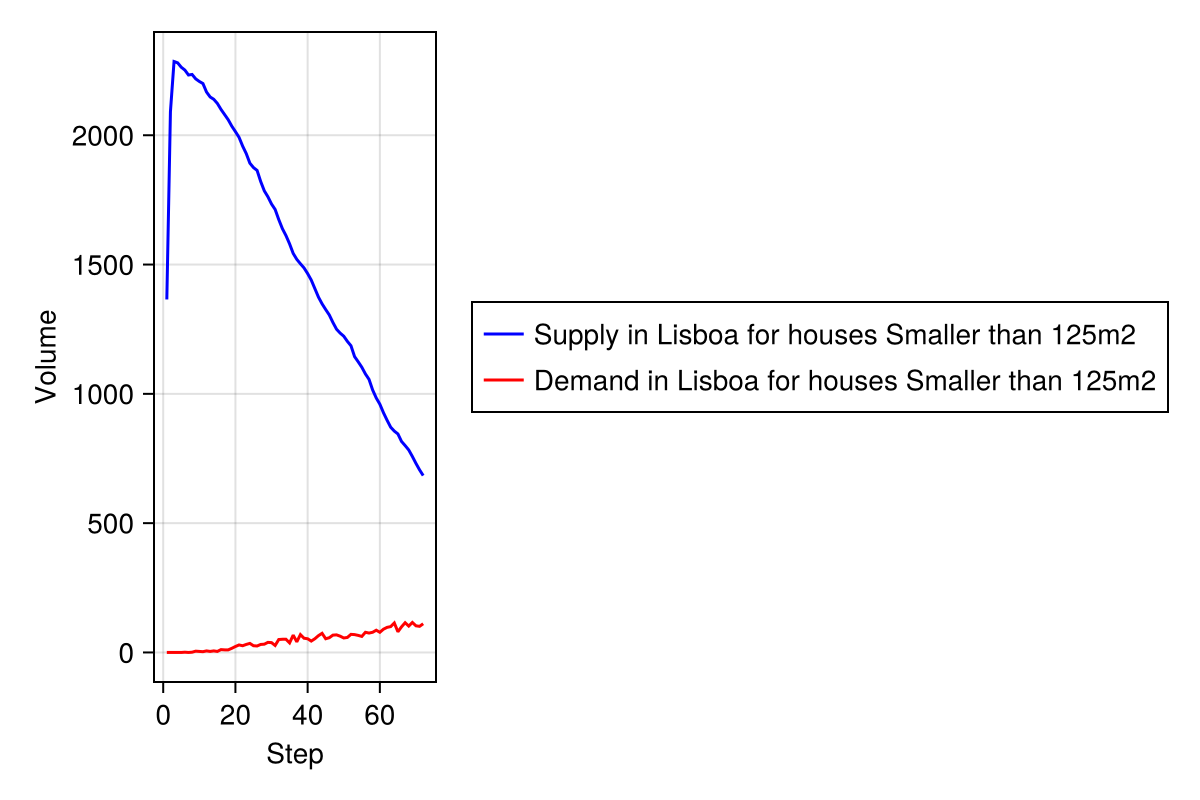 2000
1500
1000
500
0
Volume
0 20 40 60
Step
Supply in Lisboa for houses Smaller than 125m2
Demand in Lisboa for houses Smaller than 125m2